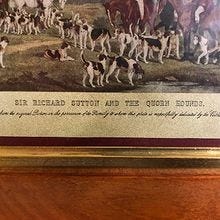 SIR RICHARD SUTTON AND THE QUORN HOUNDS.
from the original Picture in the possession of the Family to whom this plate is respectfully dedicated by the